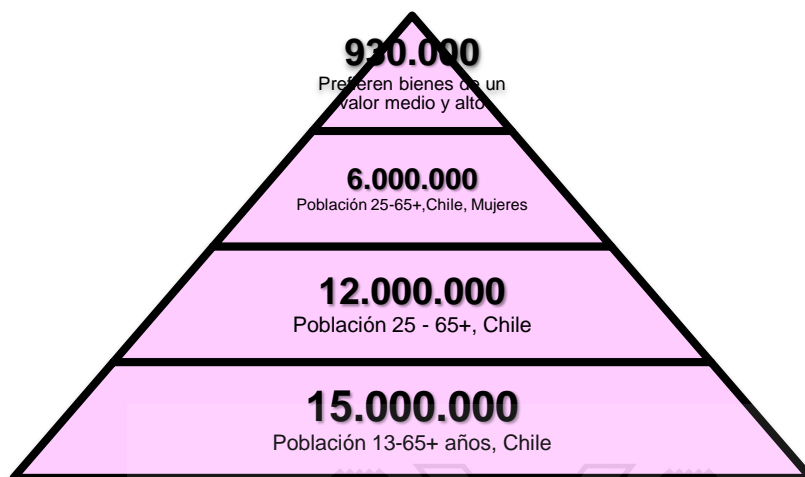 930.000
Prefieren bienes de un
valor medio y alto
6.000.000
Población 25-65+,Chile, Mujeres
12.000.000
Población 25 - 65+, Chile
15.000.000
Población 13-65+ años, Chile